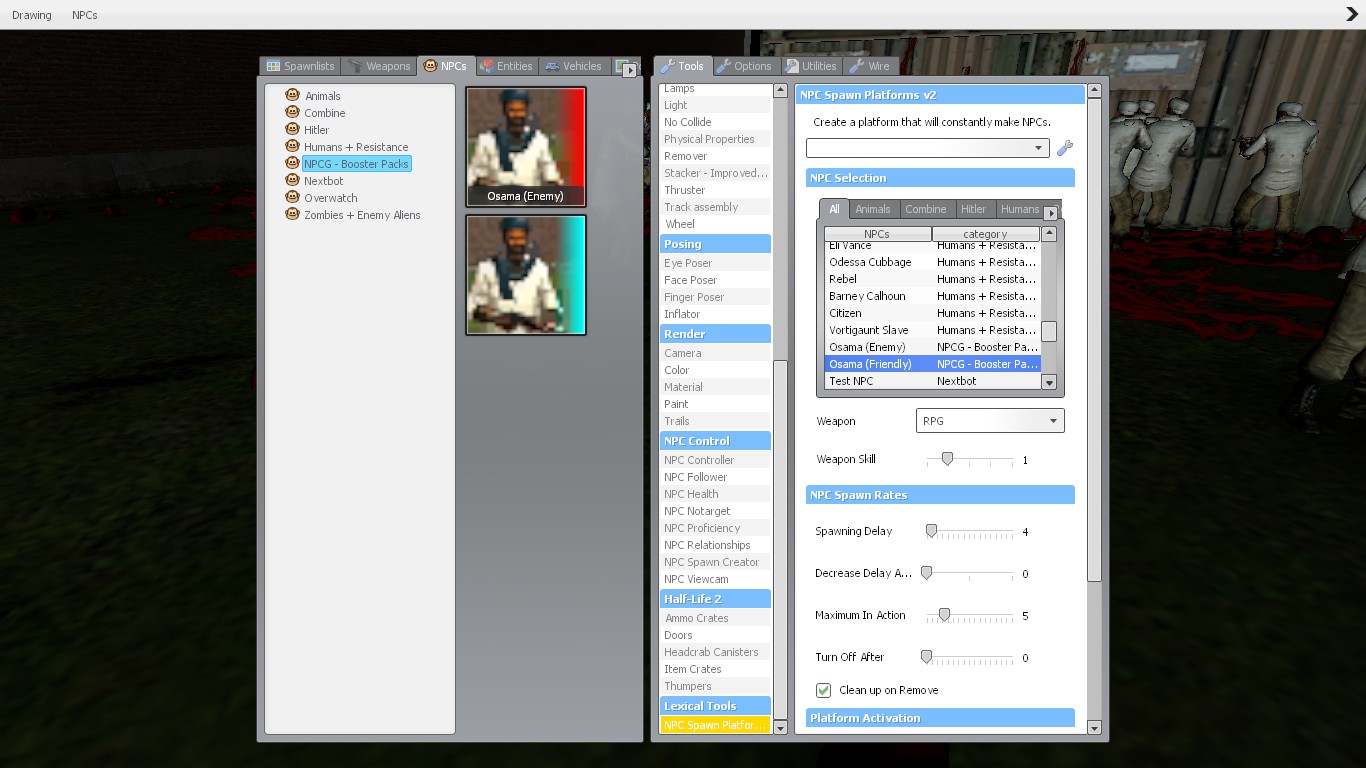 Drawing NPCs
Spawnlists Weapons NPCs Entities Vehicles
Animals
Combine
Hitler
Humans + Resistance
NPCG - Booster Packs
Nextbot
Overwatch
Zombies + Enemy Aliens
Osama (Enemy)
Tools Options Utilities Wire
Lamps
Light
No Collide
Physical Properties
Remover
Stacker - Improved...
Thruster
Track assembly
Wheel
Posing
Eye Poser
Face Poser
Finger Poser
Inflator
Render
Camera
Color
Material
Paint
Trails
NPC Control
NPC Controller
NPC Follower
NPC Health
NPC Notarget
NPC Proficiency
NPC Relationships
NPC Spawn Creator
NPC Viewcam
Half-Life 2
Ammo Crates
Doors
Headcrab Canisters
Item Crates
Thumpers
Lexical Tools
NPC Spawn Platfor...
NPC Spawn Platforms v2
Create a platform that will constantly make NPCs.
NPC Selection
All Animals Combine Hitler Humans
NPCs category
Eli Vance Humans + Resista...
Odessa Cubbage Humans + Resista...
Rebel Humans + Resista...
Barney Calhoun Humans + Resista...
Citizen Humans + Resista...
Vortigaunt Slave Humans + Resista...
Osama (Enemy) NPCG - Booster Pa...
Osama (Friendly) NPCG - Booster Pa...
Test NPC Nextbot
Weapon RPG
Weapon Skill 1
NPC Spawn Rates
Spawning Delay 4
Decrease Delay A... 0
Maximum In Action 5
Turn Off After 0
Clean up on Remove
Platform Activation